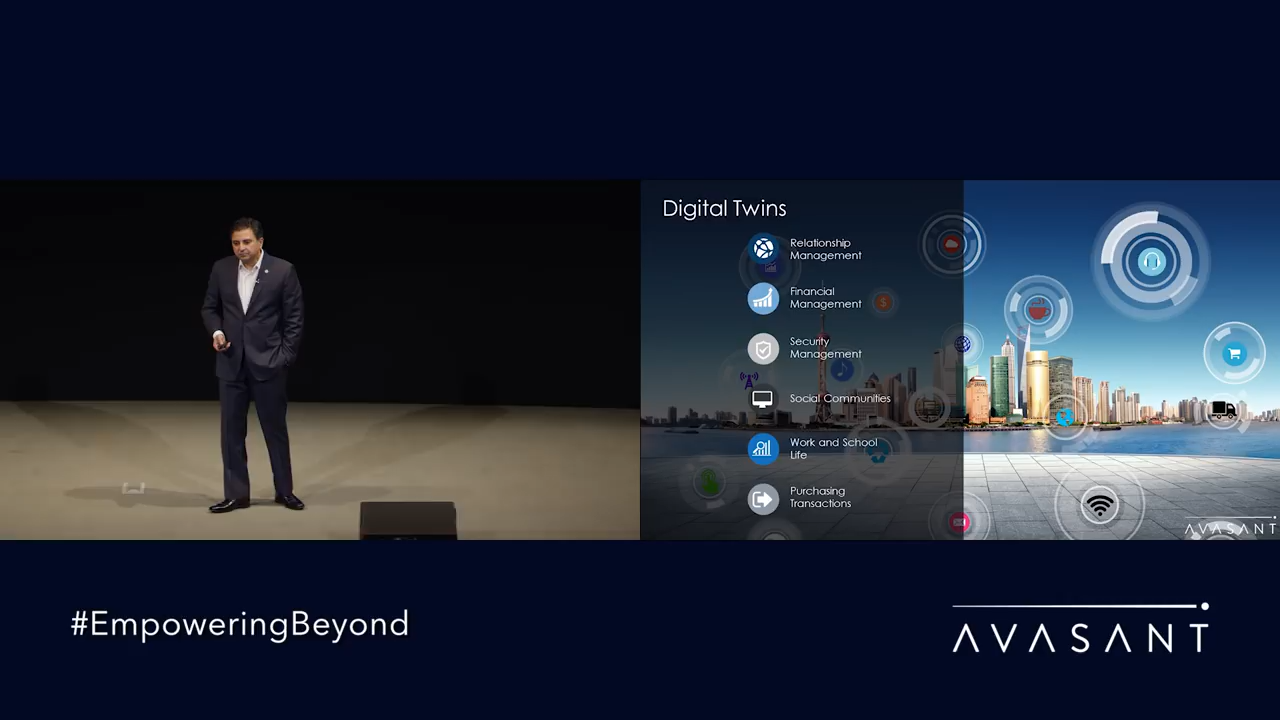 Digital Twins
Relationship
Management
Financial
Management
Security
Management
Social Communities
Work and School
Life
Purchasing
Transactions
AVASANT
#EmpoweringBeyond
AVASANT